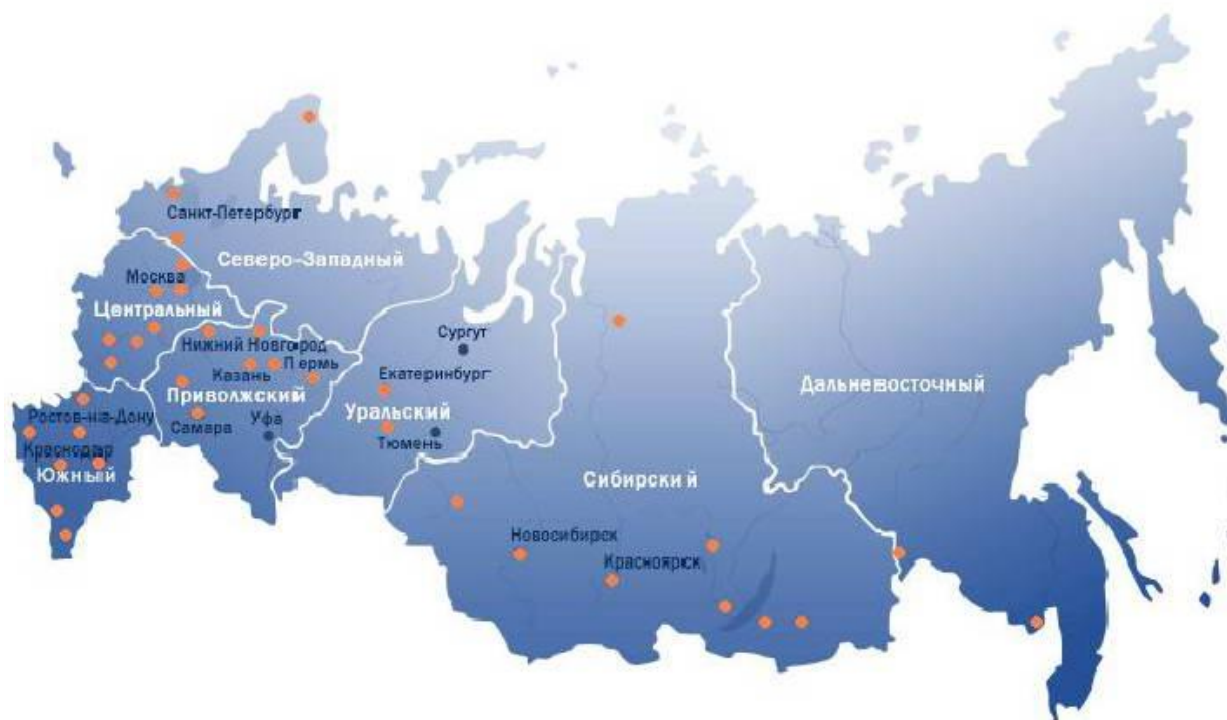 Санкт-Петербург
Северо-Западный
Москва
Центральный
Сургут
Нижний Новгород
Пермь
Казань
Екатеринбург
Дальневосточный
Приволжский
Уральский
Ростов-на-Дону
Самара
Уфа
Тюмень
Краснодар
Южный
Сибирский
Новосибирск
Красноярск